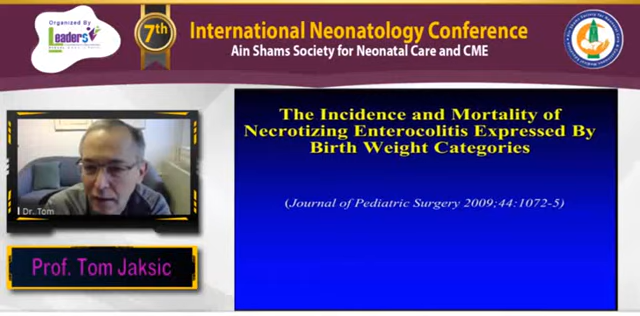 Organized By
Leaders
7th
International Neonatology Conference
Ain Shams Society for Neonatal Care and CME
The Incidence and Mortality of
Necrotizing Enterocolitis Expressed By
Birth Weight Categories
(Journal of Pediatric Surgery 2009;44:1072-5)
Dr. Tom
Prof. Tom Jaksic